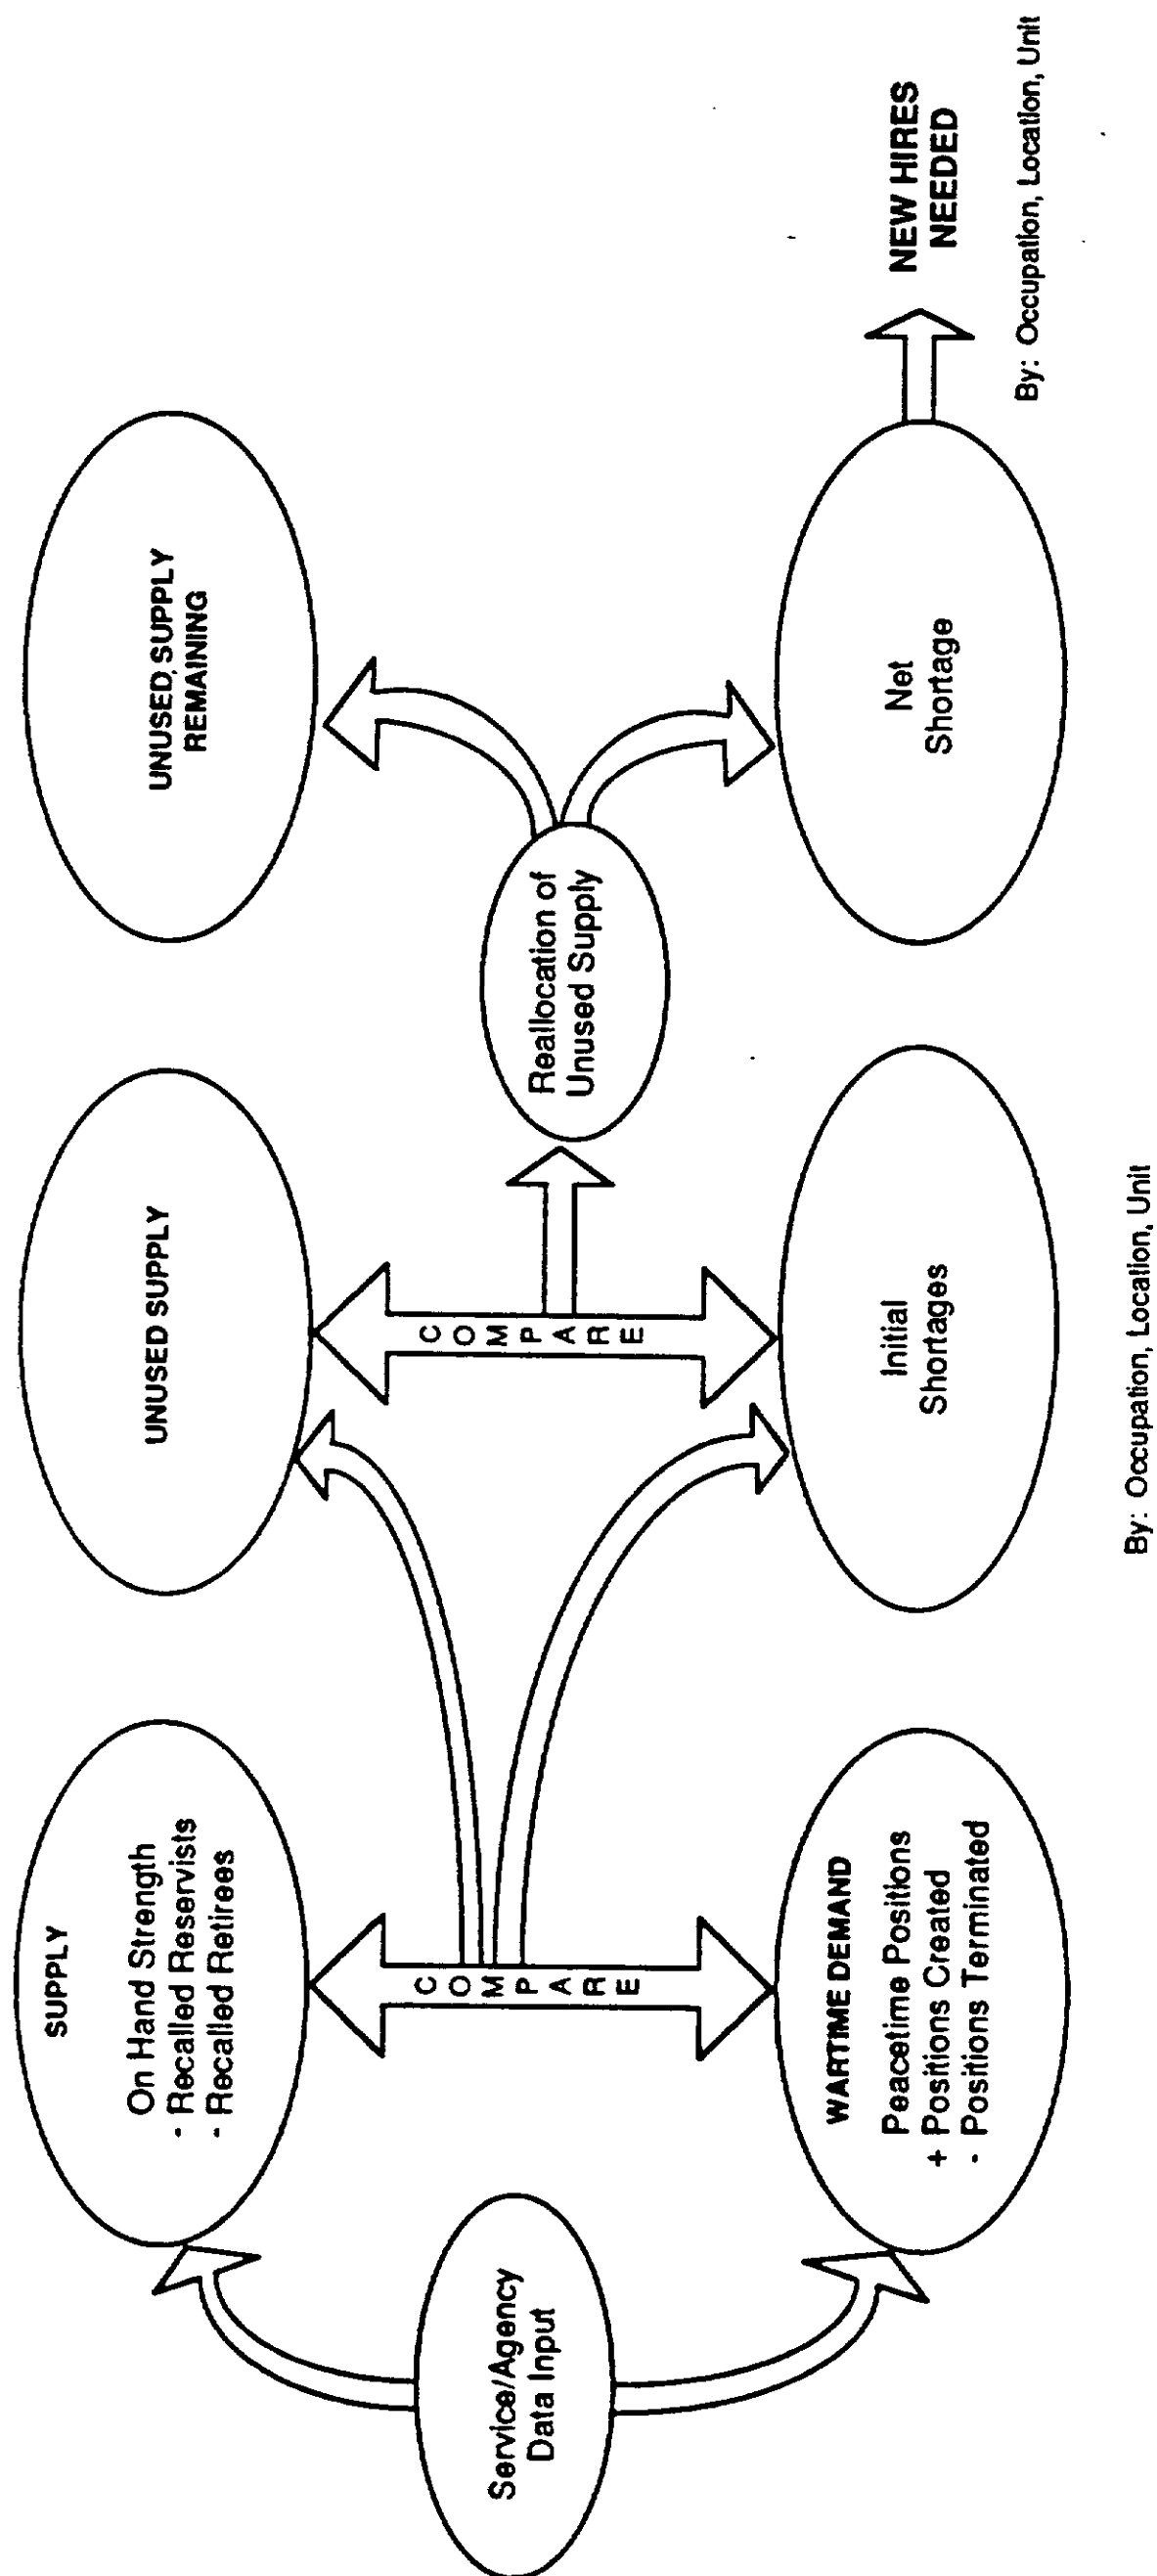 Service/Agency
Data Input
SUPPLY
On Hand Strength
- Recalled Reservists
- Recalled Retirees
COMPARE
WARTIME DEMAND
Peacetime Positions
+ Positions Created
- Positions Terminated
UNUSED SUPPLY
COMPARE
Initial
Shortages
By: Occupation, Location, Unit
Reallocation of
Unused Supply
UNUSED SUPPLY
REMAINING
Net
Shortage
NEW HIRES
NEEDED
By: Occupation, Location, Unit